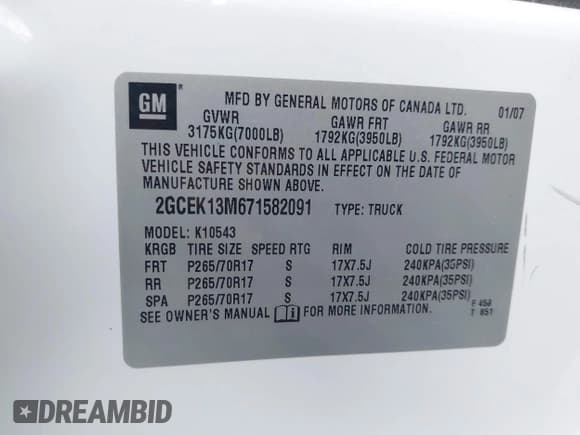 GM
MFD BY GENERAL MOTORS OF CANADA LTD. 01/07
GVWR GAWR FRT GAWR RR
3175KG(7000LB) 1792KG(3950LB) 1792KG(3950LB)
THIS VEHICLE CONFORMS TO ALL APPLICABLE U.S. FEDERAL MOTOR
VEHICLE SAFETY STANDARDS IN EFFECT ON THE DATE OF
MANUFACTURE SHOWN ABOVE.
2GCEK13M671582091 TYPE: TRUCK
MODEL: K10543
KRGB TIRE SIZE SPEED RTG RIM COLD TIRE PRESSURE
FRT P265/70R17 S 17X7.5J 240KPA(35PSI)
RR P265/70R17 S 17X7.5J 240KPA(35PSI)
SPA P265/70R17 S 17X7.5J 240KPA(35PSI)
SEE OWNER'S MANUAL FOR MORE INFORMATION
F 458
T 851
DREAMBID